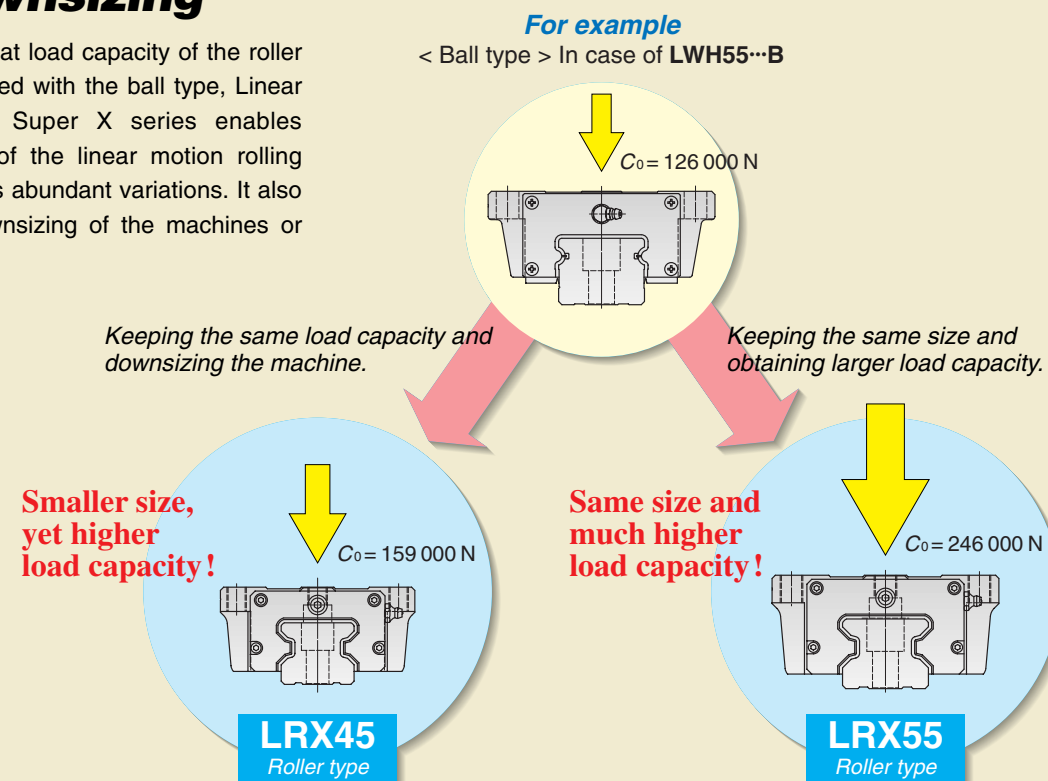 at load capacity of the roller
ed with the ball type, Linear
Super X series enables
of the linear motion rolling
abundant variations. It also
of the machines or
For example
< Ball type > In case of LWH55···B
C0= 126 000 N
Keeping the same load capacity and
downsizing the machine.
Keeping the same size and
obtaining larger load capacity.
Smaller size,
yet higher
load capacity!
C0= 159 000 N
LRX45
Roller type
Same size and
much higher
load capacity!
C0= 246 000 N
LRX55
Roller type